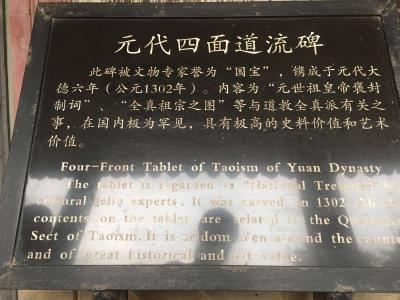 元代四面道流碑
此碑被文物专家誉为“国宝”，镌成于元代大
德六年（公元1302年）。内容为“元世祖皇帝褒封
制词”、“全真祖宗之图”等与道教全真派有关之
事，在国内极为罕见，具有极高的史料价值和艺术
价值。
Four-Front Tablet of Taoism of Yuan Dynasty
The tablet is regarded as "National Treasure" b
cultural relic experts. It was carved in 1302. All
contents on the tablet are related to the
Sect of Taoism. It is seldom seen around the countr
and of great historical and art value.